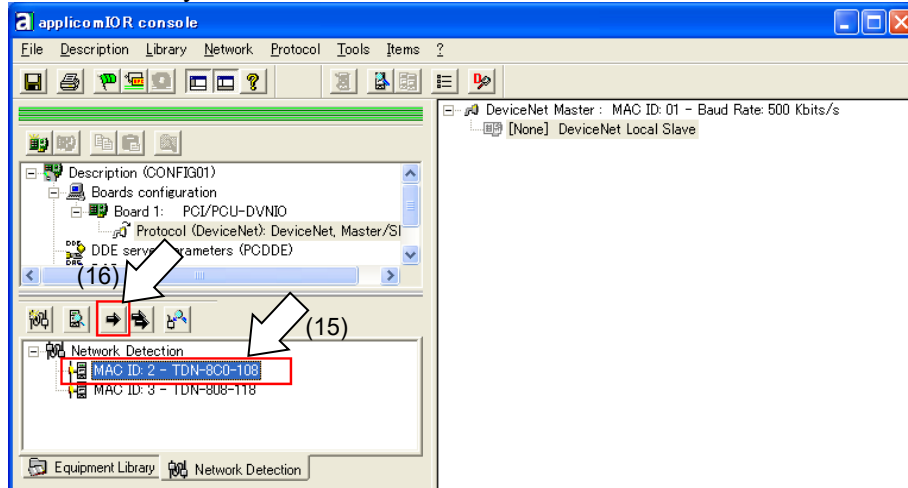 applicomIOR console
File Description Library Network Protocol Tools Items ?
DeviceNet Master : MAC ID: 01 - Baud Rate: 500 Kbits/s
[None] DeviceNet Local Slave
Description (CONFIG01)
Boards configuration
Board 1: PCI/PCU-DVNIO
Protocol (DeviceNet): DeviceNet, Master/Sl
DDE server parameters (PCDDE)
(16)
(15)
Network Detection
MAC ID: 2 - TDN-8C0-108
MAC ID: 3 - TDN-808-118
Equipment Library Network Detection